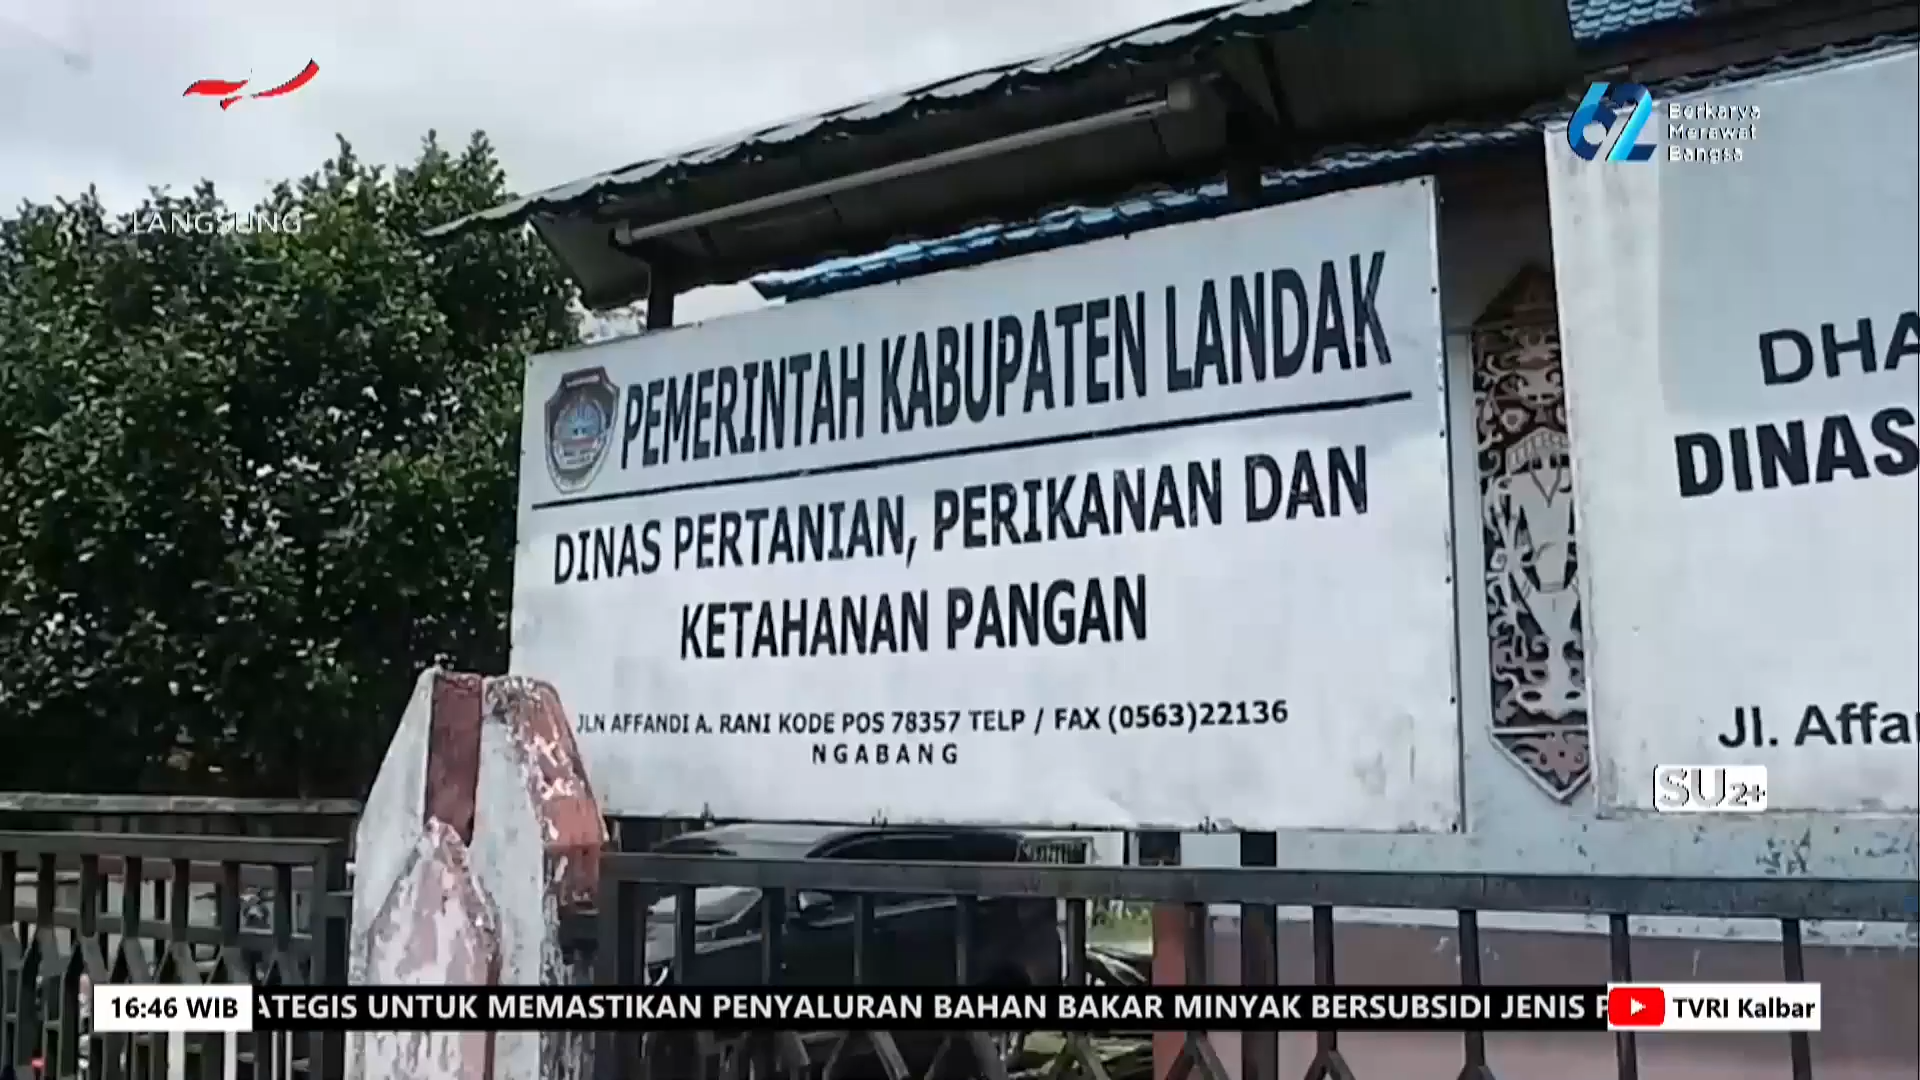 62
Berkarya
Merawat
Bangsa
LANGSUNG
PEMERINTAH KABUPATEN LANDAK
DINAS PERTANIAN, PERIKANAN DAN
KETAHANAN PANGAN
JLN AFFANDI A. RANI KODE POS 78357 TELP / FAX (0563)22136
NGABANG
DHA
DINAS
Jl. Affa
SU2+
16:46 WIB
ATEGIS UNTUK MEMASTIKAN PENYALURAN BAHAN BAKAR MINYAK BERSUBSIDI JENIS P
TVRI Kalbar